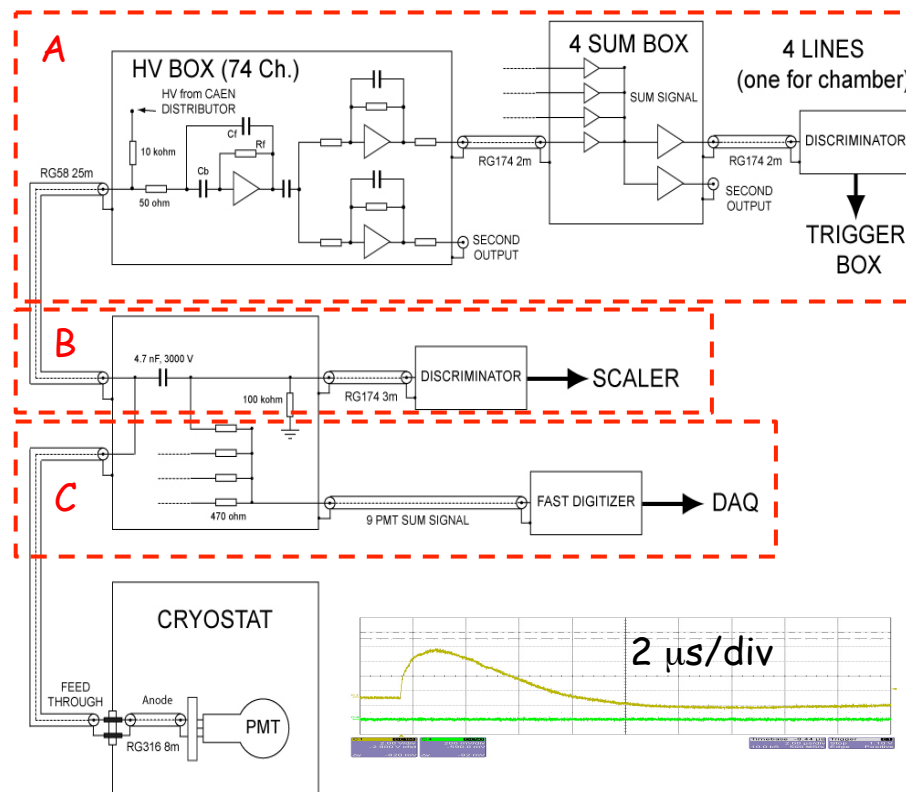 A
HV BOX (74 Ch.)
HV from CAEN
DISTRIBUTOR
10 kohm
Cf
Rf
Cb
50 ohm
RG58 25m
SECOND
OUTPUT
RG174 2m
4 SUM BOX
SUM SIGNAL
RG174 2m
SECOND
OUTPUT
4 LINES
(one for chamber)
DISCRIMINATOR
TRIGGER
BOX
B
4.7 nF, 3000 V
100 kohm
RG174 3m
DISCRIMINATOR
SCALER
C
470 ohm
9 PMT SUM SIGNAL
FAST DIGITIZER
DAQ
CRYOSTAT
FEED
THROUGH
Anode
PMT
RG316 8m
2 μs/div